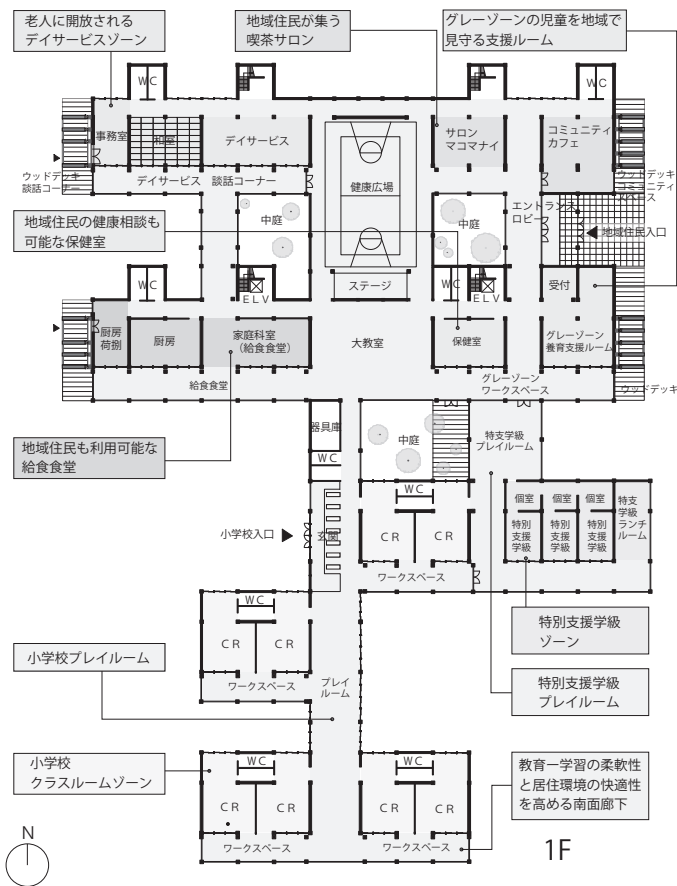 老人に開放される
デイサービスゾーン
地域住民が集う
喫茶サロン
グレーゾーンの児童を地域で
見守る支援ルーム
WC
WC
事務室
和室
デイサービス
サロン
マコマナイ
コミュニティ
カフェ
ウッドデッキ
談話コーナー
デイサービス 談話コーナー
健康広場
ウッドデッキ
コミュニティ
スペース
地域住民の健康相談も
可能な保健室
中庭
中庭
エントランス
ロビー
地域住民入口
WC
ELV
ステージ
WC
ELV
受付
厨房
荷捌
厨房
家庭科室
(給食食堂)
大教室
保健室
グレーゾーン
養育支援ルーム
給食食堂
グレーゾーン
ワークスペース
ウッドデッキ
地域住民も利用可能な
給食食堂
器具庫
WC
中庭
特支学級
プレイルーム
WC
個室
個室
個室
特別
支援
学級
特別
支援
学級
特別
支援
学級
特支
学級
ランチ
ルーム
小学校入口
玄関
CR
CR
ワークスペース
WC
CR
CR
ワークスペース
特別支援学級
ゾーン
小学校プレイルーム
プレイ
ルーム
特別支援学級
プレイルーム
小学校
クラスルームゾーン
WC
CR
CR
ワークスペース
WC
CR
CR
ワークスペース
教育ー学習の柔軟性
と居住環境の快適性
を高める南面廊下
N
1F